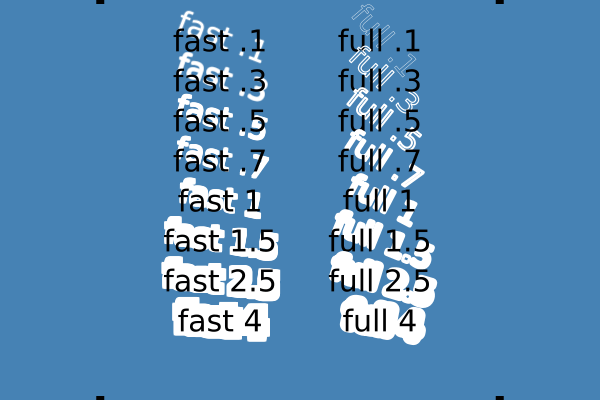 fast .1 full .1
fast .3 full .3
fast .5 full .5
fast .7 full .7
fast 1 full 1
fast 1.5 full 1.5
fast 2.5 full 2.5
fast 4 full 4